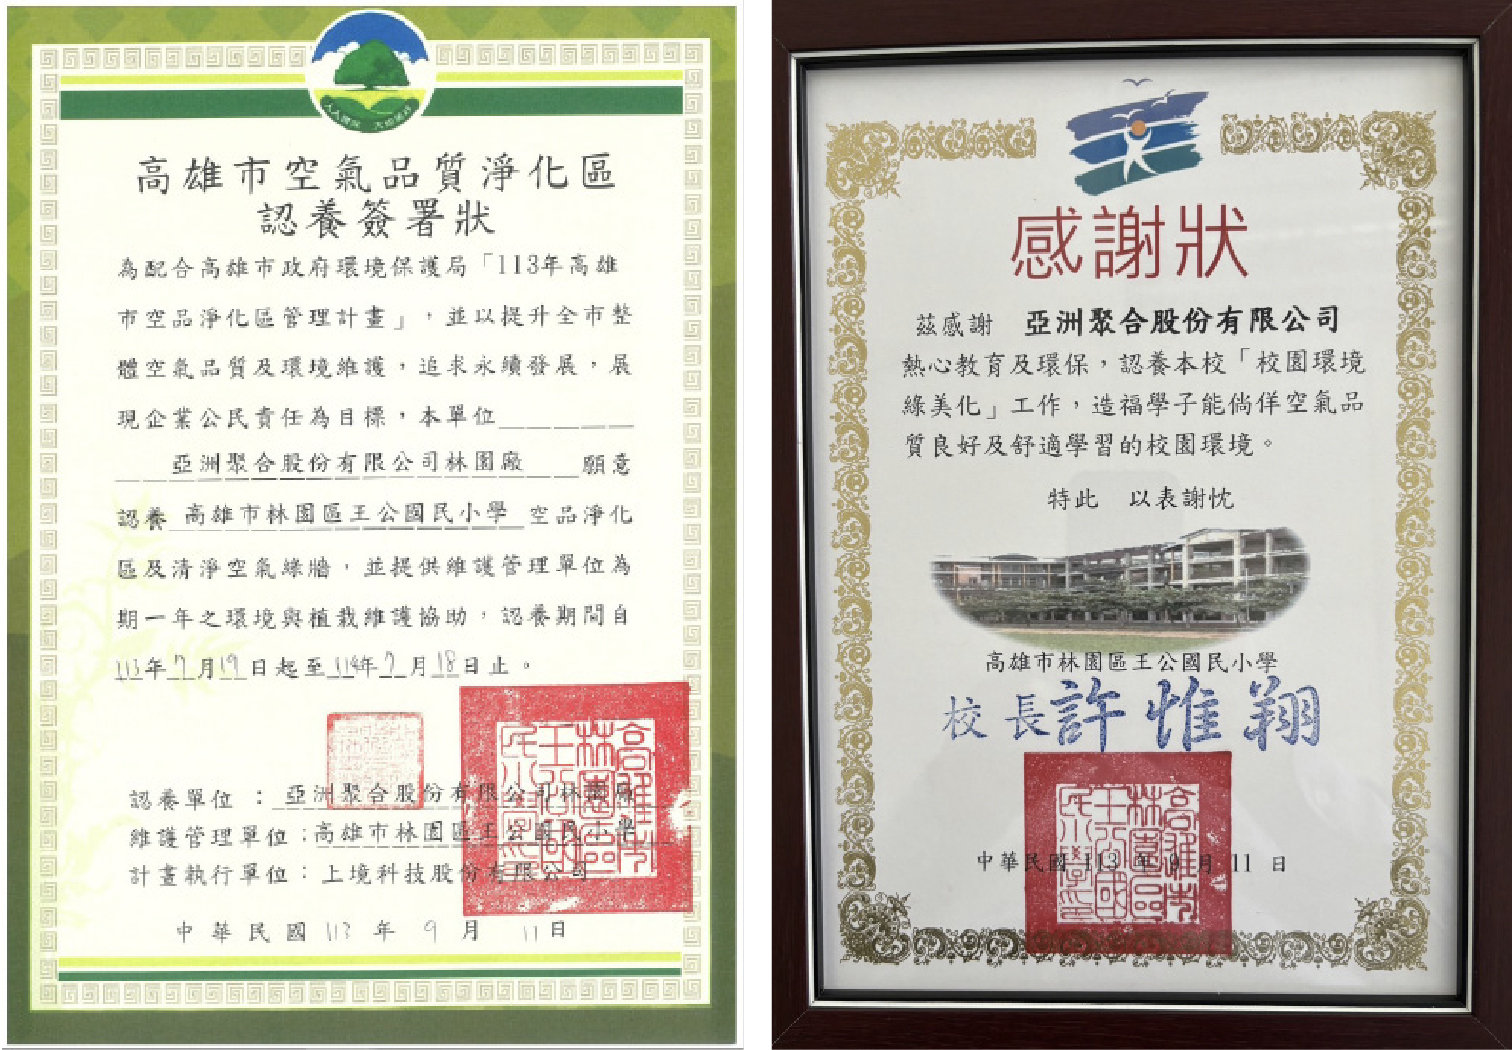 高雄市空氣品質淨化區
認養簽署狀
為配合高雄市政府環境保護局「113年高雄
市空品淨化區管理計畫」，並以提升全市整
體空氣品質及環境維護，追求永續發展，展
現企業公民責任為目標，本單位
亞洲聚合股份有限公司林園廠 願意
認養 高雄市林園區王公國民小學 空品淨化
區及清淨空氣綠牆，並提供維護管理單位為
期一年之環境與植栽維護協助，認養期間自
113年7月19日起至114年7月18日止。
認養單位：亞洲聚合股份有限公司林園廠
維護管理單位：高雄市林園區王公國民小學
計畫執行單位：上境科技股份有限公司
中華民國 113 年 9 月 11 日
感謝狀
茲感謝 亞洲聚合股份有限公司
熱心教育及環保，認養本校「校園環境
綠美化」工作，造福學子能倘佯空氣品
質良好及舒適學習的校園環境。
特此 以表謝忱
高雄市林園區王公國民小學
校長許惟翔
中華民國 113 年 9 月 11 日